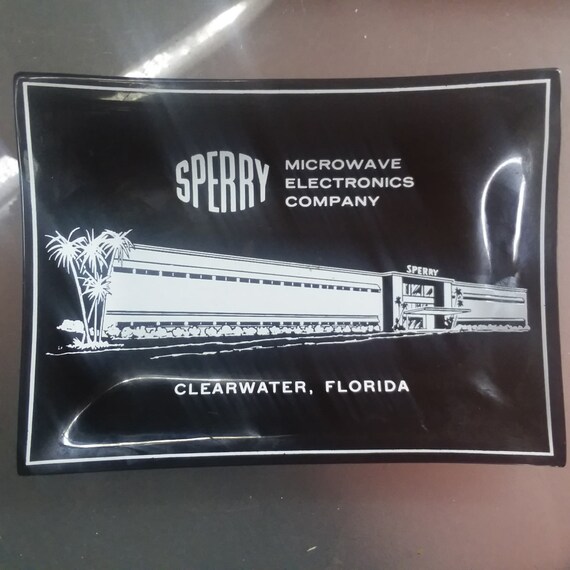 SPERRY
MICROWAVE
ELECTRONICS
COMPANY
SPERRY
CLEARWATER, FLORIDA